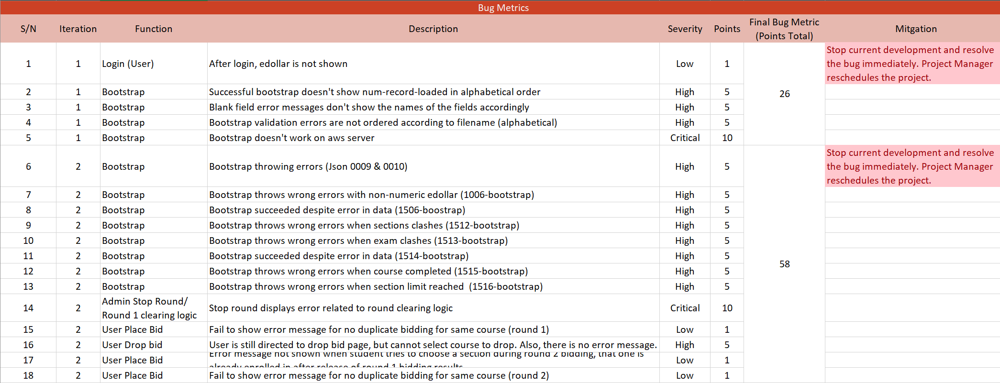 Bug Metrics
S/N Iteration Function Description Severity Points Final Bug Metric (Points Total) Mitgation
1 1 Login (User) After login, edollar is not shown Low 1 26 Stop current development and resolve
the bug immediately. Project Manager
reschedules the project.
2 1 Bootstrap Successful bootstrap doesn't show num-record-loaded in alphabetical order High 5
3 1 Bootstrap Blank field error messages don't show the names of the fields accordingly High 5
4 1 Bootstrap Bootstrap validation errors are not ordered according to filename (alphabetical) High 5
5 1 Bootstrap Bootstrap doesn't work on aws server Critical 10
6 2 Bootstrap Bootstrap throwing errors (Json 0009 & 0010) High 5 58 Stop current development and resolve
the bug immediately. Project Manager
reschedules the project.
7 2 Bootstrap Bootstrap throws wrong errors with non-numeric edollar (1006-bootstrap) High 5
8 2 Bootstrap Bootstrap succeeded despite error in data (1506-boostrap) High 5
9 2 Bootstrap Bootstrap throws wrong errors when sections clashes (1512-bootstrap) High 5
10 2 Bootstrap Bootstrap throws wrong errors when exam clashes (1513-bootstrap) High 5
11 2 Bootstrap Bootstrap succeeded despite error in data (1514-bootstrap) High 5
12 2 Bootstrap Bootstrap throws wrong errors when course completed (1515-bootstrap) High 5
13 2 Bootstrap Bootstrap throws wrong errors when section limit reached  (1516-bootstrap) High 5
14 2 Admin Stop Round/
Round 1 clearing logic Stop round displays error related to round clearing logic Critical 10
15 2 User Place Bid Fail to show error message for no duplicate bidding for same course (round 1) Low 1
16 2 User Drop bid User is still directed to drop bid page, but cannot select course to drop. Also, there is no error message. High 5
17 2 User Place Bid Error message not shown when student tries to choose a section during round 2 bidding, that one is
already enrolled in after release of round 1 bidding results Low 1
18 2 User Place Bid Fail to show error message for no duplicate bidding for same course (round 2) Low 1